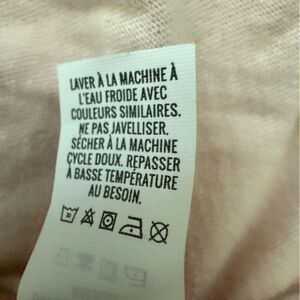 LAVER À LA MACHINE À
L'EAU FROIDE AVEC
COULEURS SIMILAIRES.
NE PAS JAVELLISER.
SÉCHER À LA MACHINE
CYCLE DOUX. REPASSER
À BASSE TEMPÉRATURE
AU BESOIN.